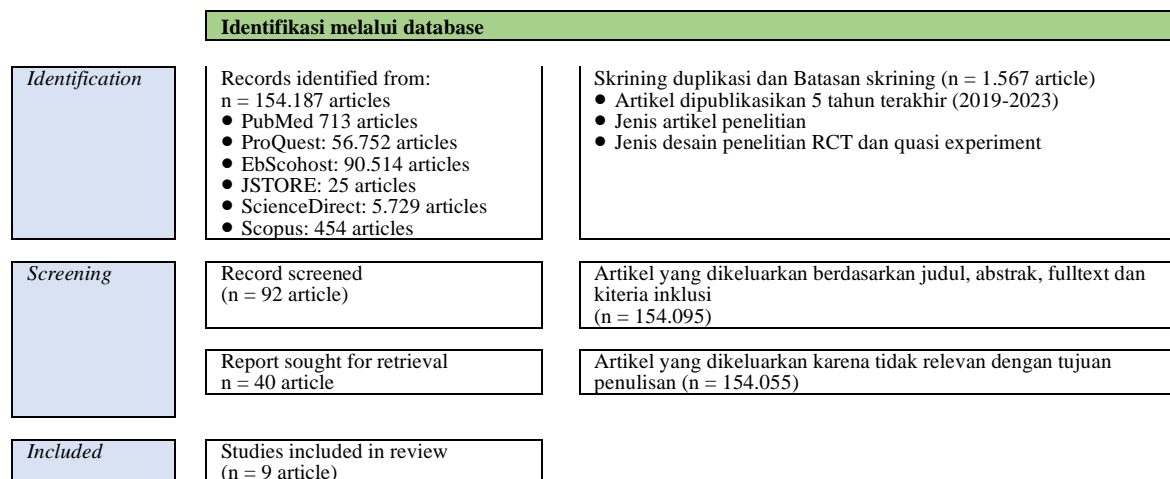 Identifikasi melalui database
Identification
Records identified from:
n = 154.187 articles
● PubMed 713 articles
● ProQuest: 56.752 articles
● EbScohost: 90.514 articles
● JSTORE: 25 articles
● ScienceDirect: 5.729 articles
● Scopus: 454 articles
Skrining duplikasi dan Batasan skrining (n = 1.567 article)
● Artikel dipublikasikan 5 tahun terakhir (2019-2023)
● Jenis artikel penelitian
● Jenis desain penelitian RCT dan quasi experiment
Screening
Record screened
(n = 92 article)
Artikel yang dikeluarkan berdasarkan judul, abstrak, fulltext dan
kiteria inklusi
(n = 154.095)
Report sought for retrieval
n = 40 article
Artikel yang dikeluarkan karena tidak relevan dengan tujuan
penulisan (n = 154.055)
Included
Studies included in review
(n = 9 article)